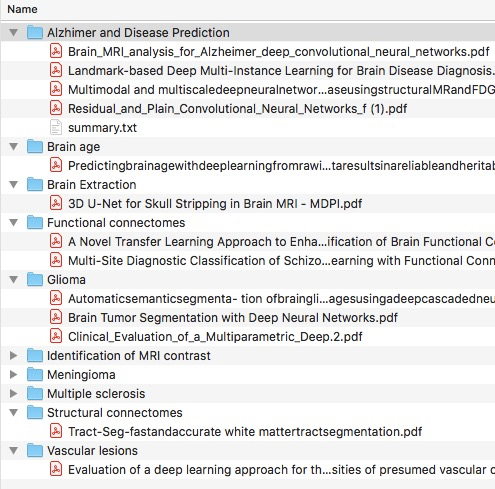 Name
Alzhimer and Disease Prediction
Brain_MRI_analysis_for_Alzheimer_deep_convolutional_neural_networks.pdf
Landmark-based Deep Multi-Instance Learning for Brain Disease Diagnosis.
Multimodal and multiscaledeepneuralnetwor...aseusingstructuralMRandFDG
Residual_and_Plain_Convolutional_Neural_Networks_f (1).pdf
summary.txt
Brain age
Predictingbrainagewithdeeplearningfromrawi...taresultsinareliableandherita
Brain Extraction
3D U-Net for Skull Stripping in Brain MRI - MDPI.pdf
Functional connectomes
A Novel Transfer Learning Approach to Enha...ification of Brain Functional C
Multi-Site Diagnostic Classification of Schizo...earning with Functional Conn
Glioma
Automaticsemanticsegmenta- tion ofbraingli...agesusingadeepcascadedneu
Brain Tumor Segmentation with Deep Neural Networks.pdf
Clinical_Evaluation_of_a_Multiparametric_Deep.2.pdf
Identification of MRI contrast
Meningioma
Multiple sclerosis
Structural connectomes
Tract-Seg-fastandaccurate white mattertractsegmentation.pdf
Vascular lesions
Evaluation of a deep learning approach for th...sities of presumed vascular